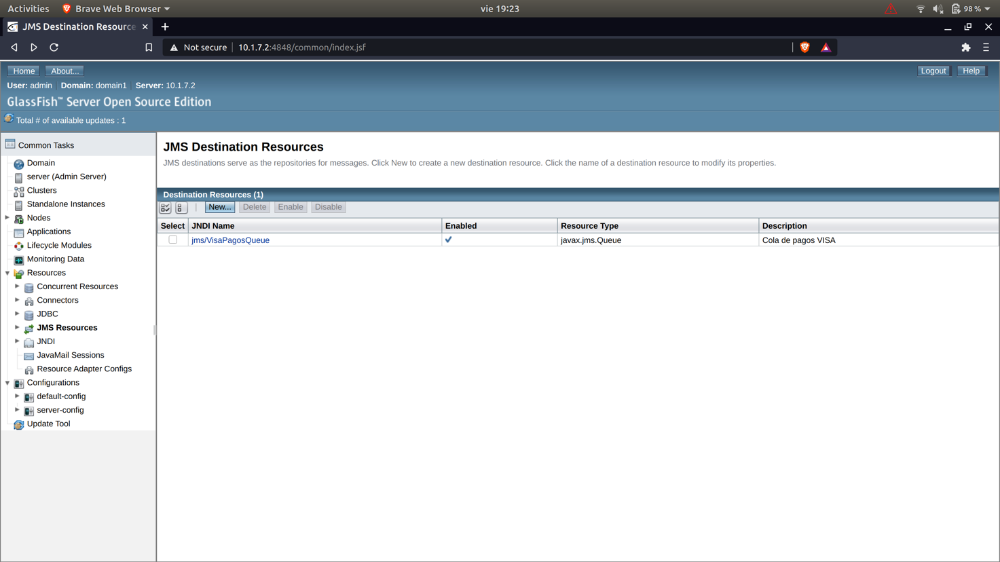 Activities Brave Web Browser vie 19:23 98 %
JMS Destination Resource
Not secure 10.1.7.2:4848/common/index.jsf
Home About... Logout Help
User: admin Domain: domain1 Server: 10.1.7.2
GlassFish™ Server Open Source Edition
Total # of available updates : 1
Common Tasks
Domain
server (Admin Server)
Clusters
Standalone Instances
Nodes
Applications
Lifecycle Modules
Monitoring Data
Resources
Concurrent Resources
Connectors
JDBC
JMS Resources
JNDI
JavaMail Sessions
Resource Adapter Configs
Configurations
default-config
server-config
Update Tool
JMS Destination Resources
JMS destinations serve as the repositories for messages. Click New to create a new destination resource. Click the name of a destination resource to modify its properties.
Destination Resources (1)
New... Delete Enable Disable
Select JNDI Name Enabled Resource Type Description
jms/VisaPagosQueue javax.jms.Queue Cola de pagos VISA